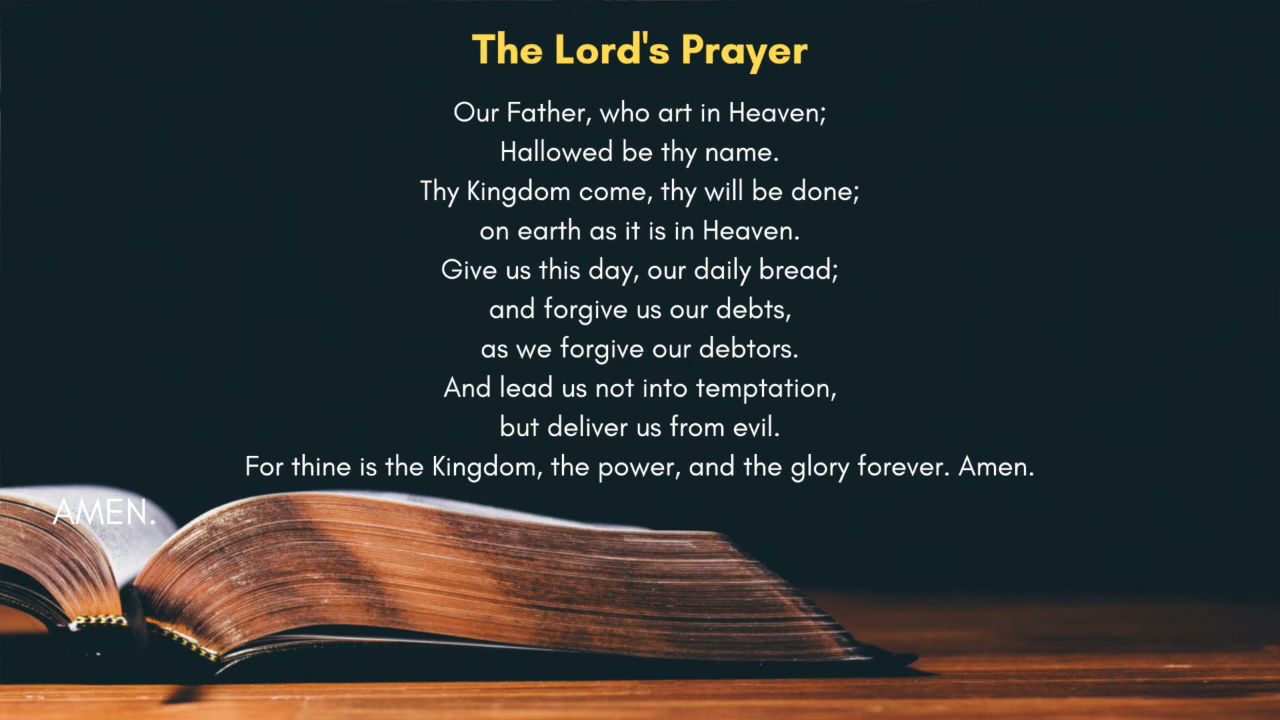 The Lord's Prayer
Our Father, who art in Heaven;
Hallowed be thy name.
Thy Kingdom come, thy will be done;
on earth as it is in Heaven.
Give us this day, our daily bread;
and forgive us our debts,
as we forgive our debtors.
And lead us not into temptation,
but deliver us from evil.
For thine is the Kingdom, the power, and the glory forever. Amen.
AMEN.